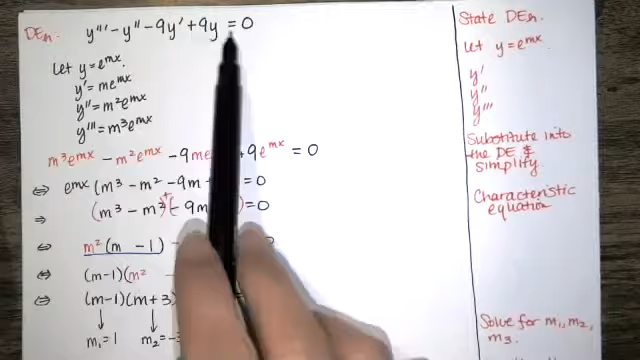 DEn. y''' - y'' - 9y' + 9y = 0
Let y = e^mx.
y' = me^mx
y'' = m²e^mx
y''' = m³e^mx
m³e^mx - m²e^mx - 9me + 9e^mx = 0
⇔ e^mx (m³ - m² - 9m + = 0
⇒ (m³ - m²)⁺(- 9m ) = 0
⇔ m²(m - 1)
⇔ (m-1)(m²
⇔ (m-1)(m+3)
↓ ↓
m₁=1 m₂=-3
State DEn.
Let y = e^mx.
y'
y''
y'''
Substitute into
the DE &
simplify.
Characteristic
equation
Solve for m₁, m₂,
m₃.